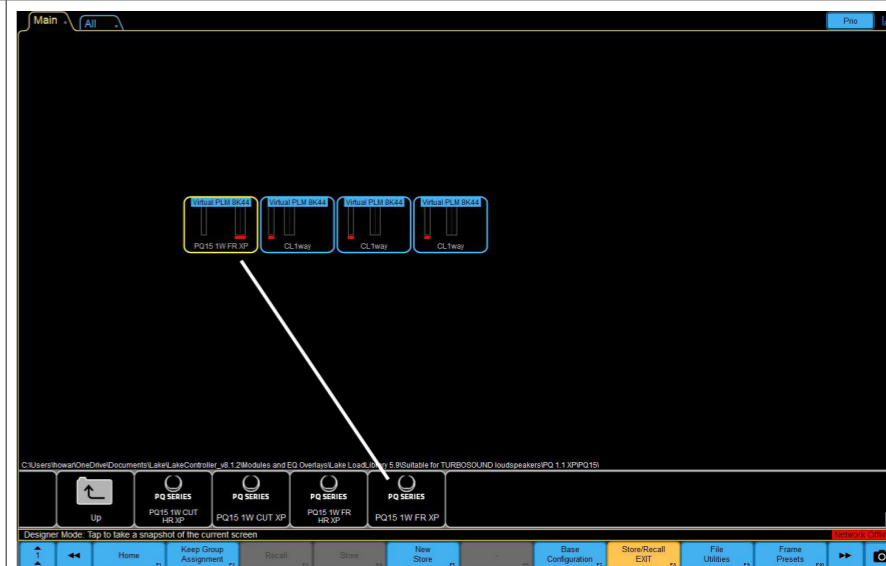 Main
All
Prio
Virtual PLM 8K44
Virtual PLM 8K44
Virtual PLM 8K44
Virtual PLM 8K44
PQ15 1W FR XP
CL1way
CL1way
CL1way
C:\Users\howar\OneDrive\Documents\Lake\LakeController_v8.1.2\Modules and EQ Overlays\Lake LoadLibrary 5.9\Suitable for TURBOSOUND loudspeakers\PQ 1.1 XP\PQ15\
Up
PQ SERIES
PQ15 1W CUT
HR XP
PQ SERIES
PQ15 1W CUT XP
PQ SERIES
PQ15 1W FR
HR XP
PQ SERIES
PQ15 1W FR XP
Designer Mode: Tap to take a snapshot of the current screen
Network Offlin
1
Home
Keep Group
Assignment
Recall
Store
New
Store
Base
Configuration
Store/Recall
EXIT
File
Utilities
Frame
Presets